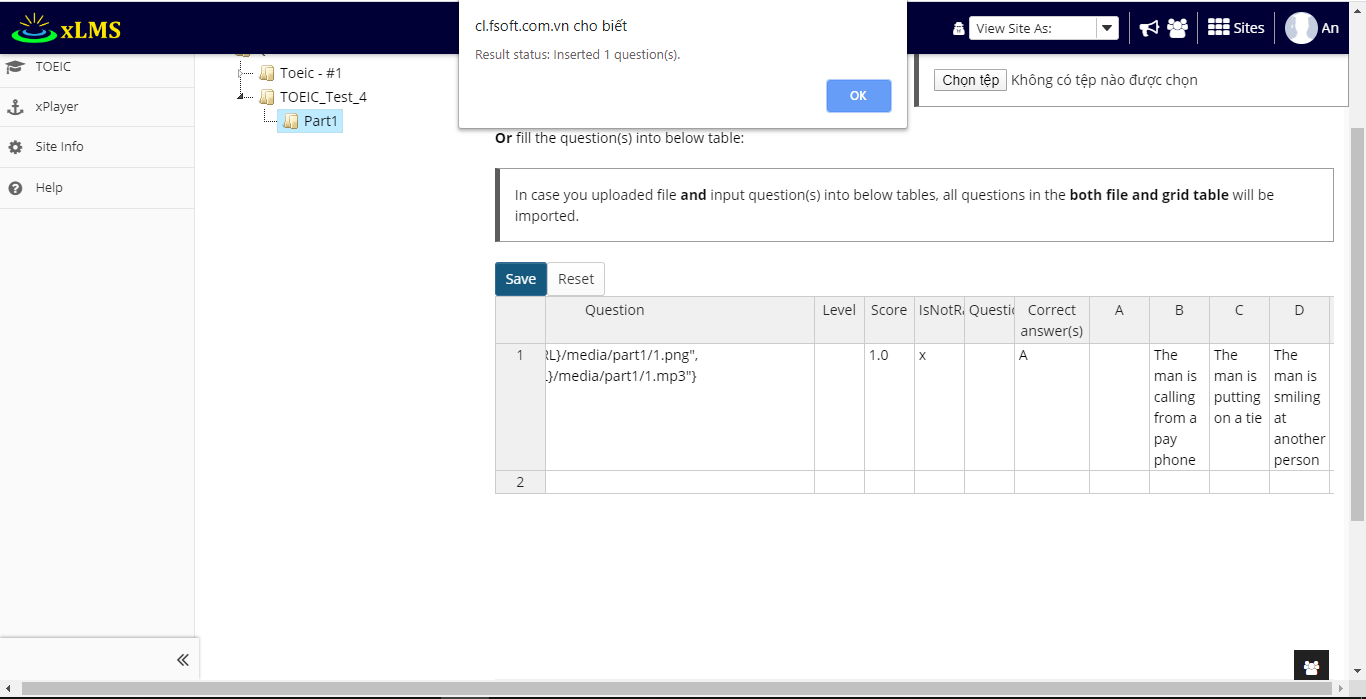 xLMS
cl.fsoft.com.vn cho biết
Result status: Inserted 1 question(s).
OK
View Site As:
Sites
An
TOEIC
xPlayer
Site Info
Help
Toeic - #1
TOEIC_Test_4
Part1
Chọn tệp Không có tệp nào được chọn
Or fill the question(s) into below table:
In case you uploaded file and input question(s) into below tables, all questions in the both file and grid table will be
imported.
Save Reset
Question Level Score IsNotRa Questio Correct A B C D
answer(s)
1 L}/media/part1/1.png", 1.0 x A The The The
}/media/part1/1.mp3"} man is man is man is
calling putting smiling
from a on a tie at
pay another
phone person
2